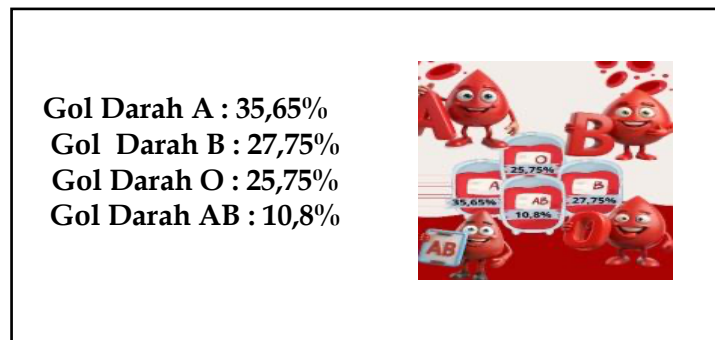 Gol Darah A : 35,65%
Gol Darah B : 27,75%
Gol Darah O : 25,75%
Gol Darah AB : 10,8%
A
B
O
25,75%
A
35,65%
B
27,75%
AB
10,8%
AB
O